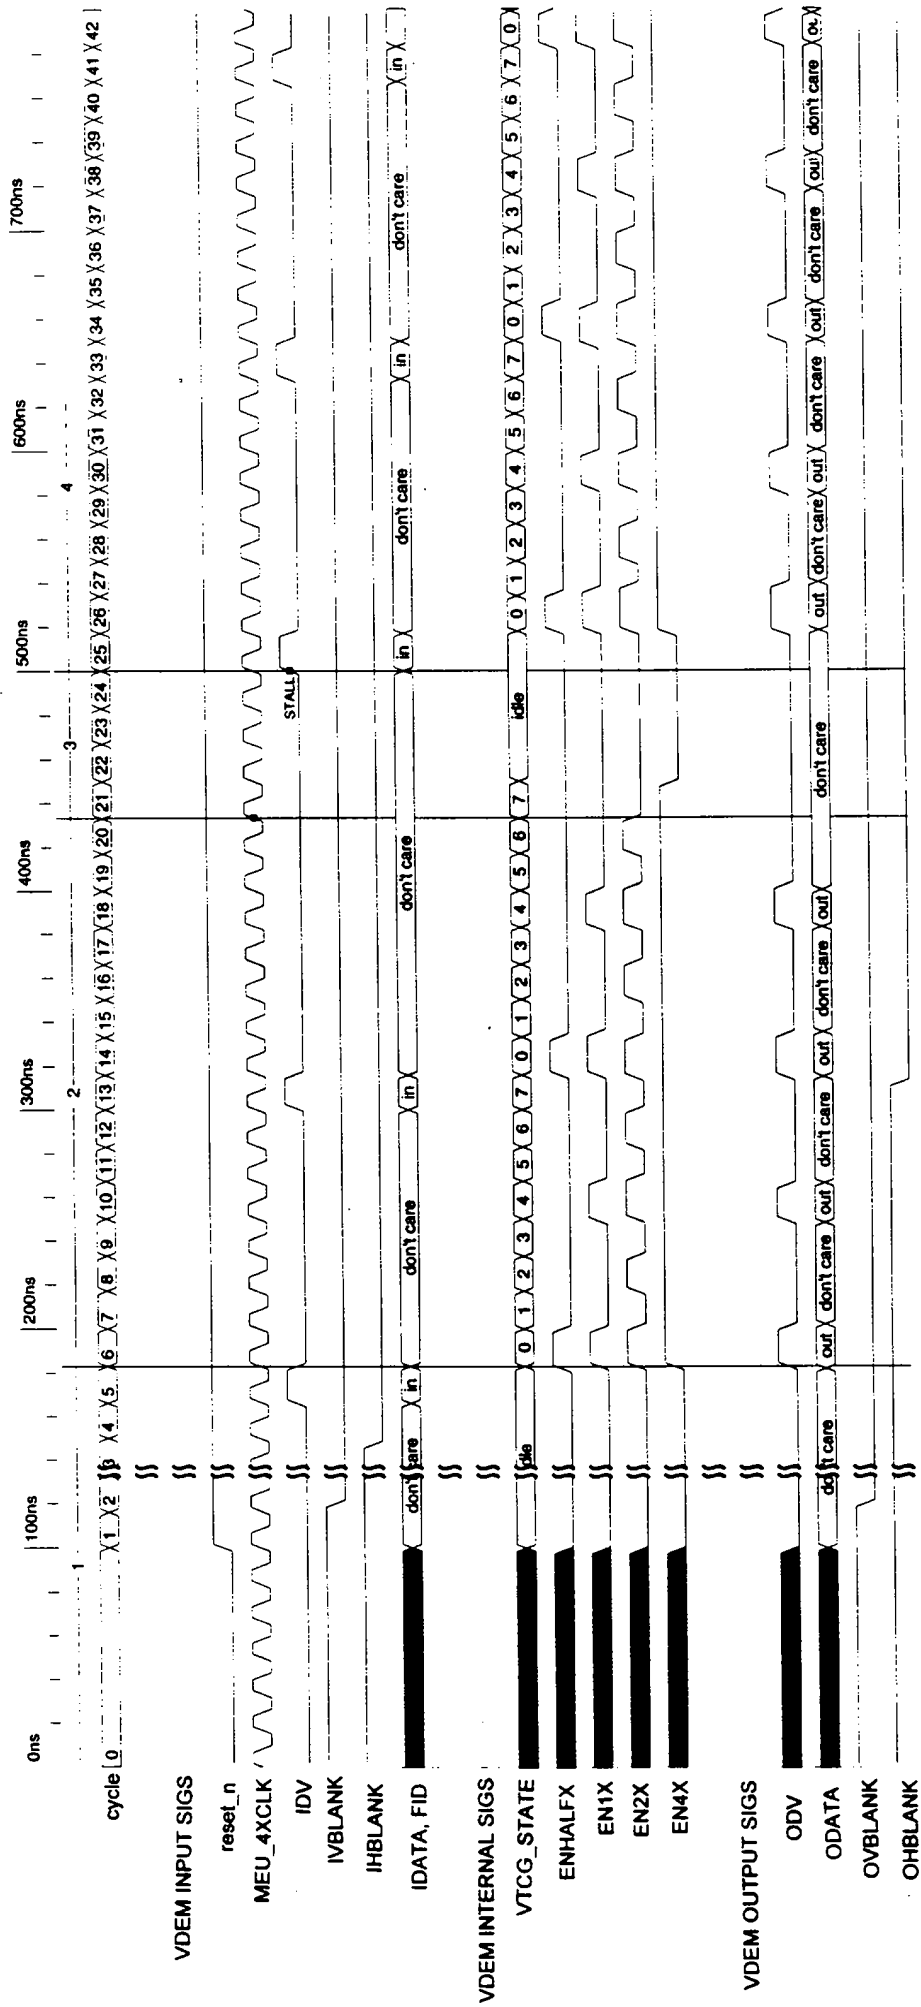 0ns 100ns 200ns 300ns 400ns 500ns 600ns 700ns
1 2 3 4
cycle 0 1 2 3 4 5 6 7 8 9 10 11 12 13 14 15 16 17 18 19 20 21 22 23 24 25 26 27 28 29 30 31 32 33 34 35 36 37 38 39 40 41 42
VDEM INPUT SIGS
reset_n
MEU_4XCLK
IDV STALL
IVBLANK
IHBLANK
IDATA, FID don't care in don't care in don't care in don't care in don't care in
VDEM INTERNAL SIGS
VTCG_STATE idle 0 1 2 3 4 5 6 7 0 1 2 3 4 5 6 7 idle 0 1 2 3 4 5 6 7 0 1 2 3 4 5 6 7 0
ENHALFX
EN1X
EN2X
EN4X
VDEM OUTPUT SIGS
ODV
ODATA don't care out don't care out don't care out don't care out don't care out don't care out don't care out don't care out don't care ou
OVBLANK
OHBLANK